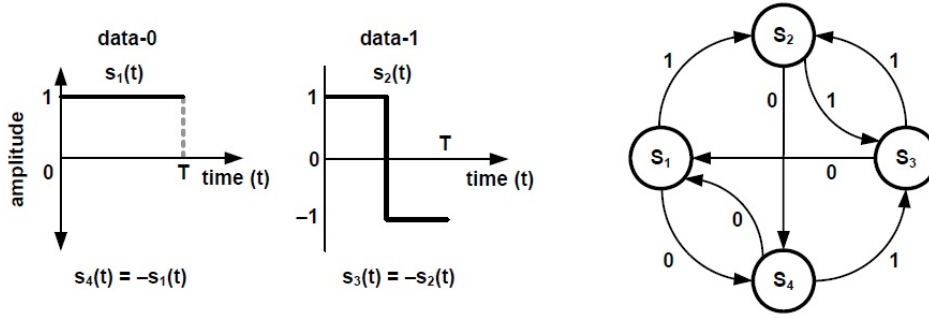 data-0
s₁(t)
amplitude
1
0
T
time (t)
s₄(t) = –s₁(t)
data-1
s₂(t)
1
0
–1
T
time (t)
s₃(t) = –s₂(t)
S₂
1
0
1
1
S₁
S₃
0
0
0
1
S₄